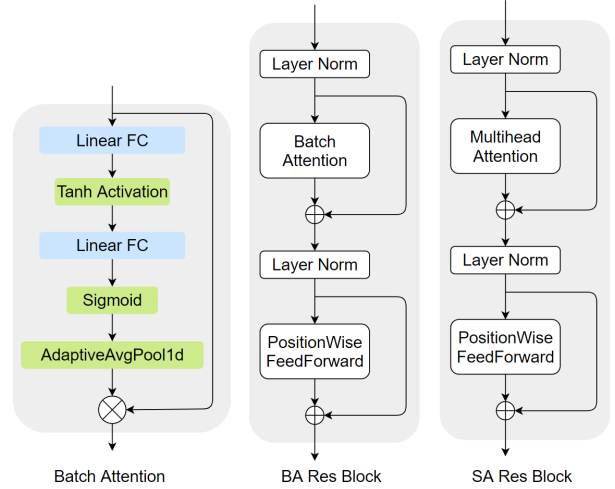 Linear FC
Tanh Activation
Linear FC
Sigmoid
AdaptiveAvgPool1d
Batch Attention
Layer Norm
Batch
Attention
Layer Norm
PositionWise
FeedForward
BA Res Block
Layer Norm
Multihead
Attention
Layer Norm
PositionWise
FeedForward
SA Res Block